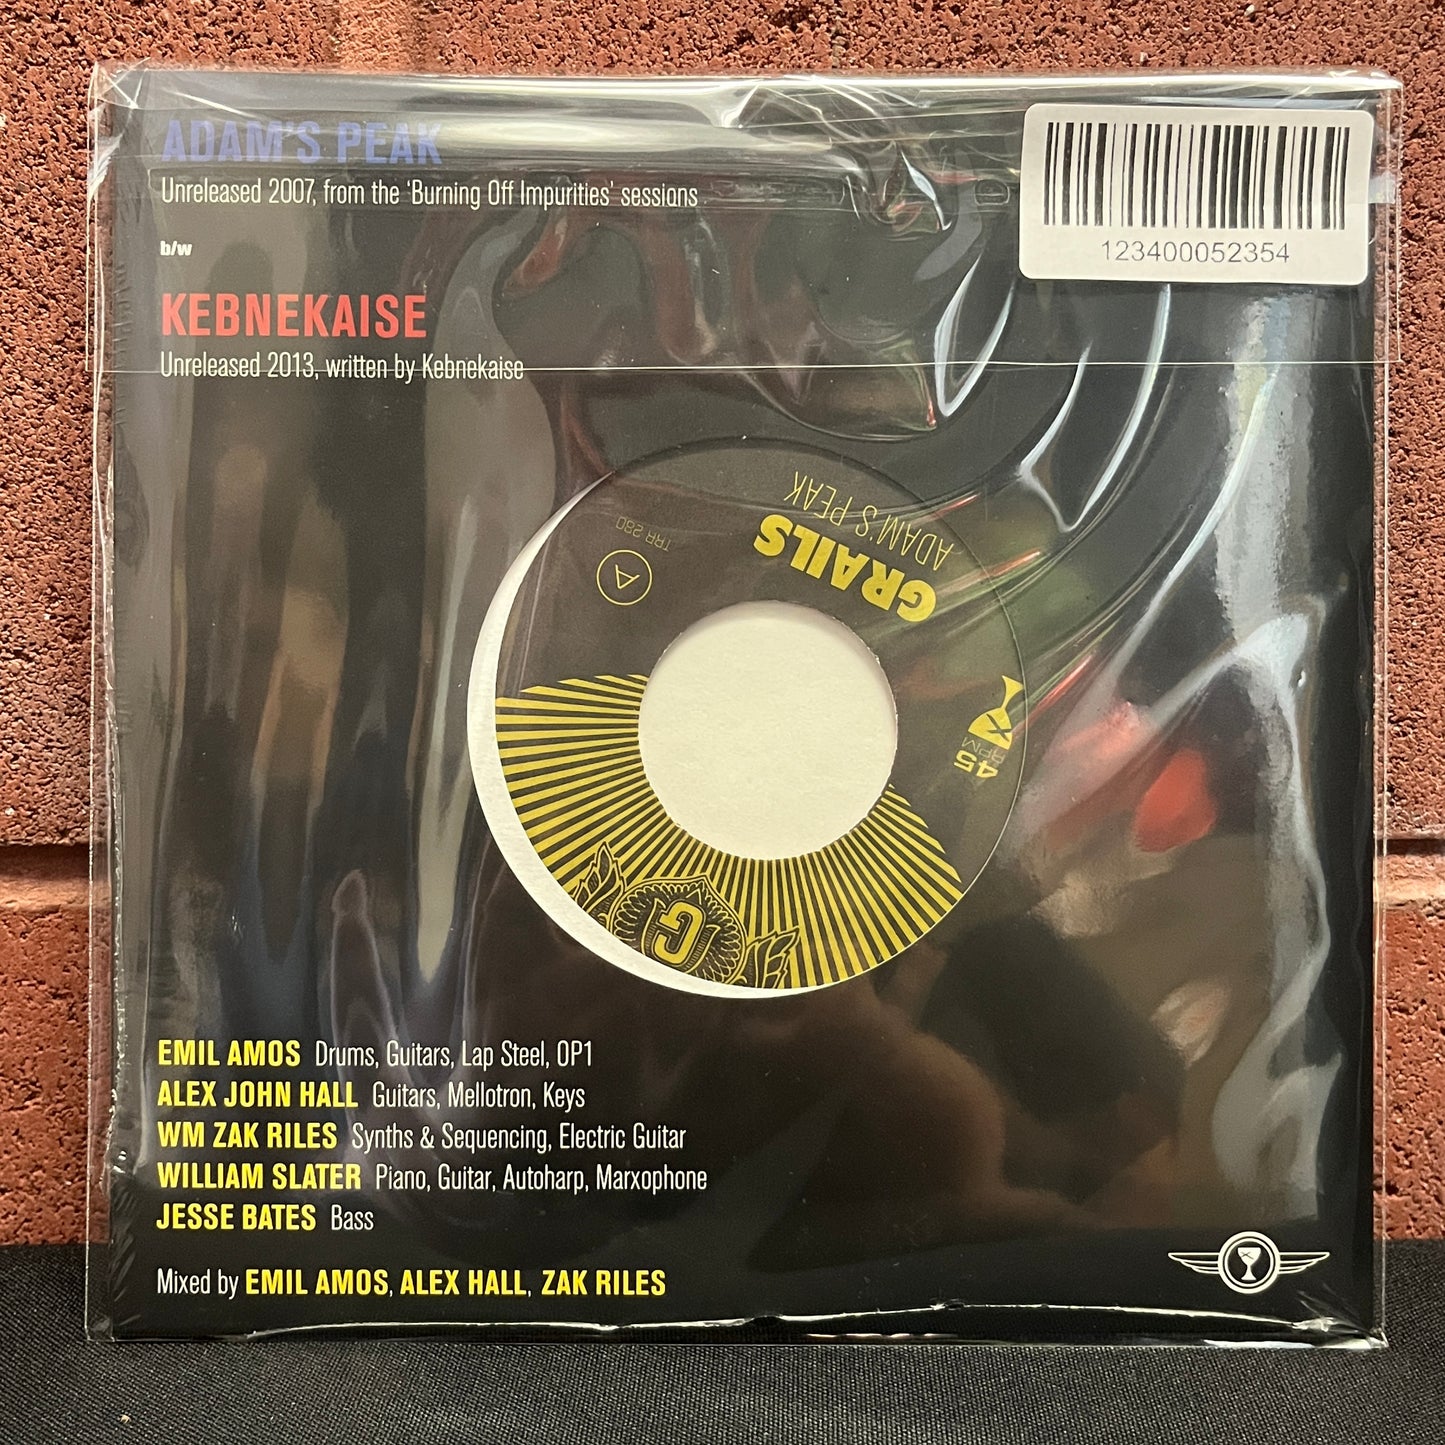 ADAM'S PEAK
Unreleased 2007, from the 'Burning Off Impurities' sessions
b/w
KEBNEKAISE
Unreleased 2013, written by Kebnekaise
123400052354
GRAILS
ADAM'S PEAK
TRR 280
A
45
RPM
G
EMIL AMOS Drums, Guitars, Lap Steel, OP1
ALEX JOHN HALL Guitars, Mellotron, Keys
WM ZAK RILES Synths & Sequencing, Electric Guitar
WILLIAM SLATER Piano, Guitar, Autoharp, Marxophone
JESSE BATES Bass
Mixed by EMIL AMOS, ALEX HALL, ZAK RILES